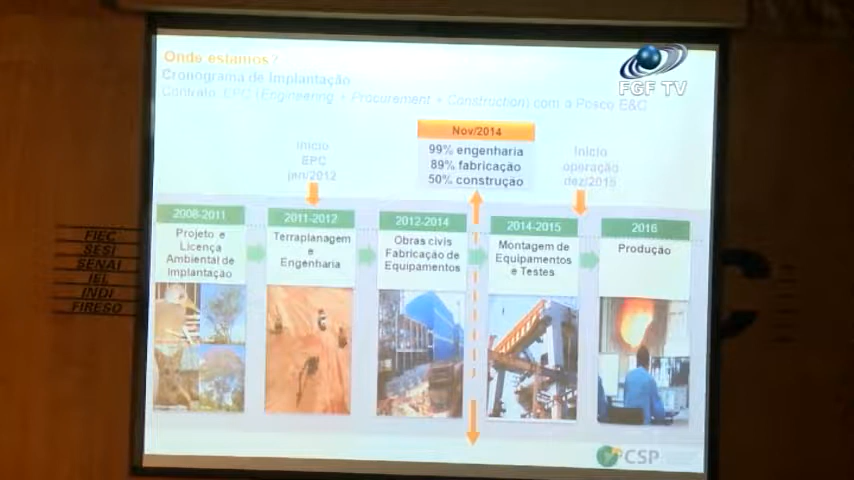 Onde estamos?
Cronograma de Implantação
Contrato EPC (Engineering + Procurement + Construction) com a Posco E&C
FGF TV
Nov/2014
99% engenharia
89% fabricação
50% construção
Início
EPC
jan/2012
Início
operação
dez/2015
2008-2011
Projeto e
Licença
Ambiental de
Implantação
2011-2012
Terraplanagem
e
Engenharia
2012-2014
Obras civis
Fabricação de
Equipamentos
2014-2015
Montagem de
Equipamentos
e Testes
2016
Produção
FIEC
SESI
SENAI
IEL
INDI
FIRESO
CSP